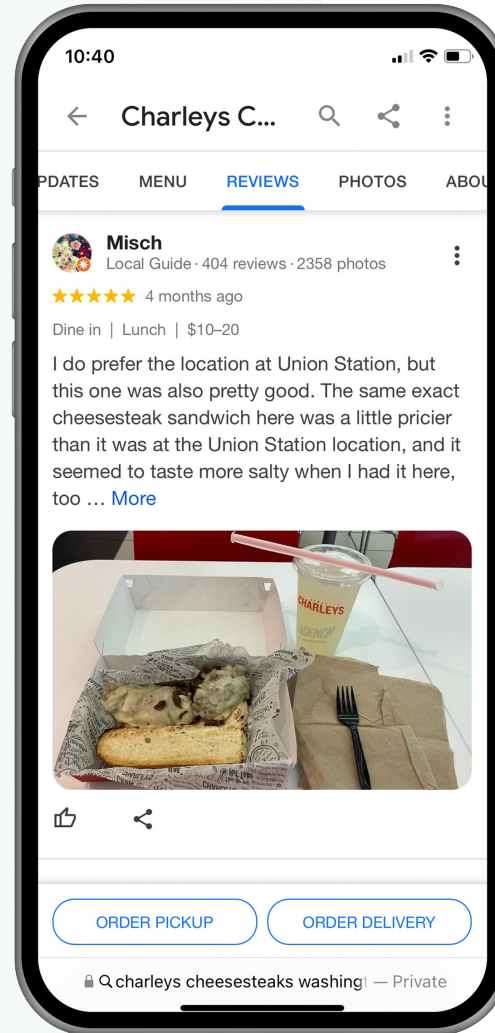 10:40
Charleys C...
PDATES MENU REVIEWS PHOTOS ABOU
Misch
Local Guide · 404 reviews · 2358 photos
4 months ago
Dine in | Lunch | $10–20
I do prefer the location at Union Station, but
this one was also pretty good. The same exact
cheesesteak sandwich here was a little pricier
than it was at the Union Station location, and it
seemed to taste more salty when I had it here,
too … More
CHARLEYS
ORDER PICKUP ORDER DELIVERY
charleys cheesesteaks washingt — Private